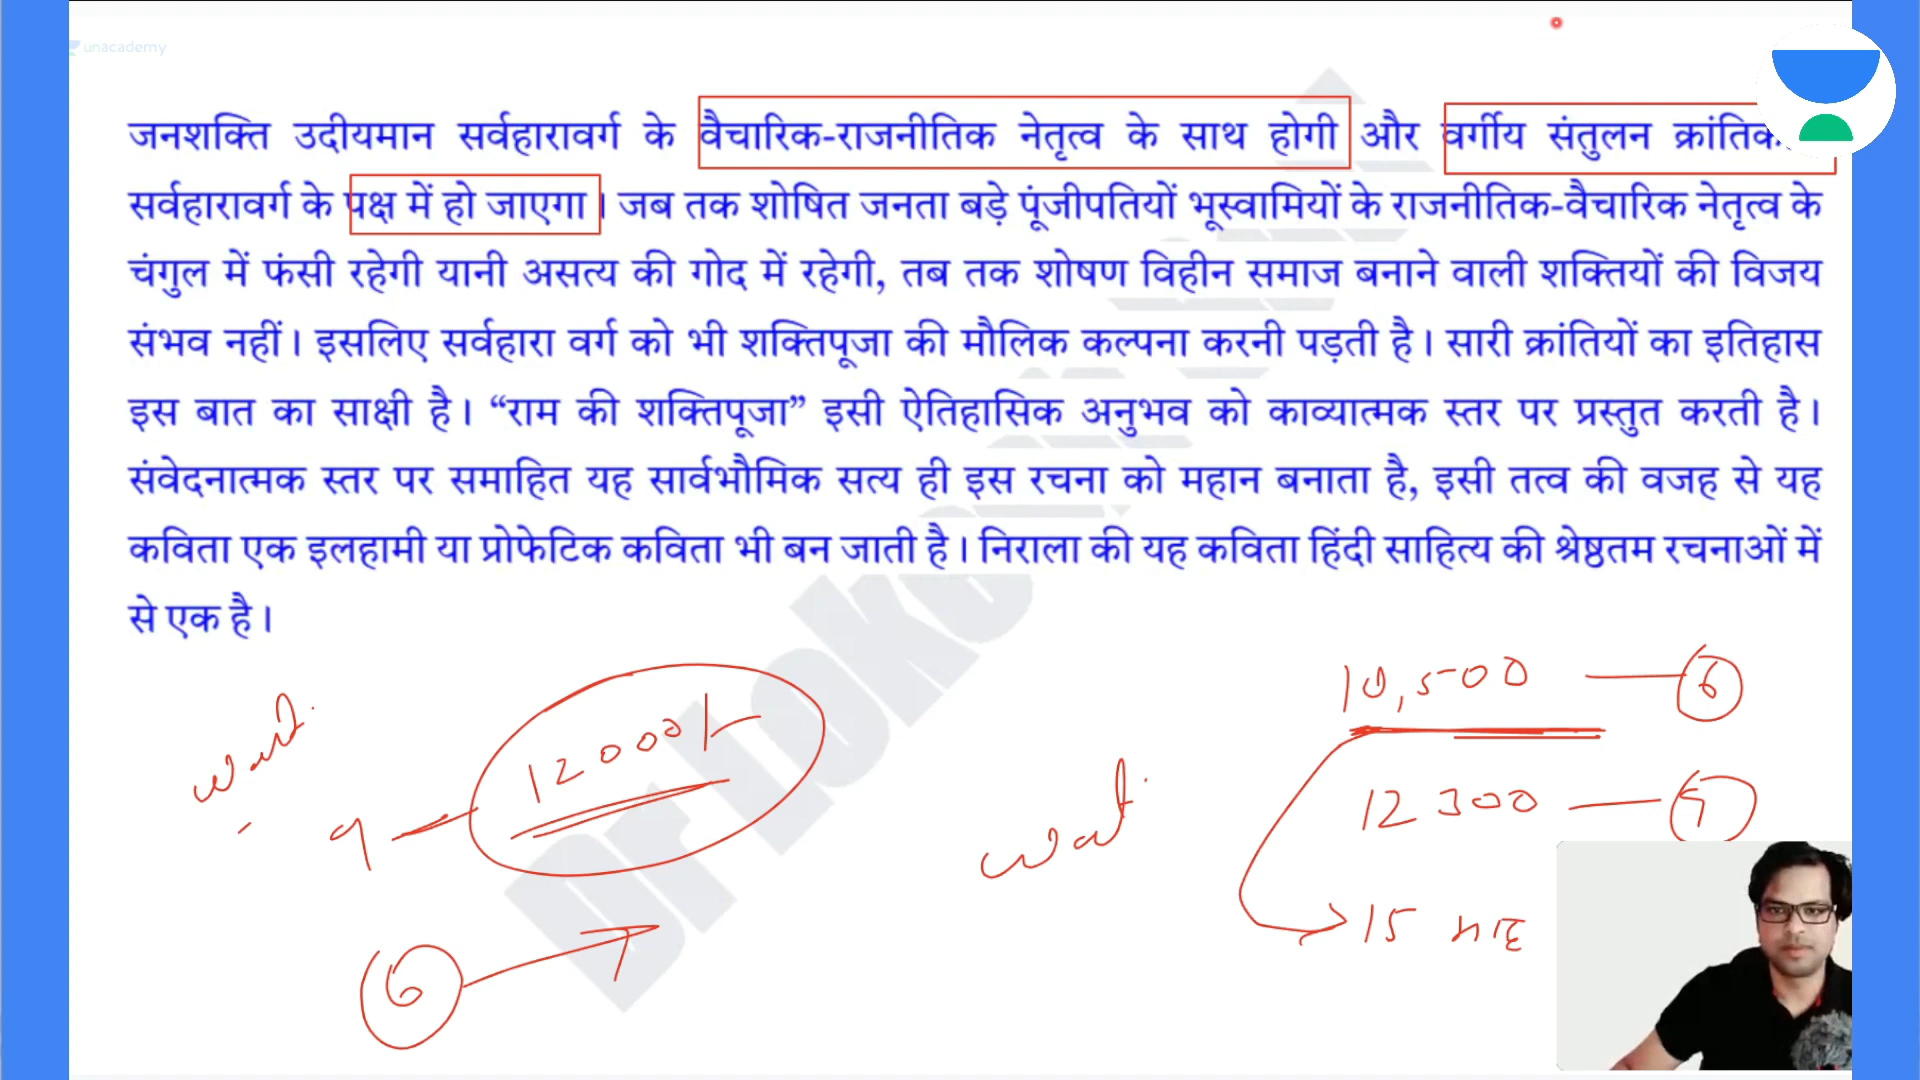 unacademy
जनशक्ति उदीयमान सर्वहारावर्ग के वैचारिक-राजनीतिक नेतृत्व के साथ होगी और वर्गीय संतुलन
सर्वहारावर्ग के पक्ष में हो जाएगा। जब तक शोषित जनता बड़े पूंजीपतियों भूस्वामियों के राजनीतिक-वैचारिक नेतृत्व के
चंगुल में फंसी रहेगी यानी असत्य की गोद में रहेगी, तब तक शोषण विहीन समाज बनाने वाली शक्तियों की विजय
संभव नहीं। इसलिए सर्वहारा वर्ग को भी शक्तिपूजा की मौलिक कल्पना करनी पड़ती है। सारी क्रांतियों का इतिहास
इस बात का साक्षी है। “राम की शक्तिपूजा” इसी ऐतिहासिक अनुभव को काव्यात्मक स्तर पर प्रस्तुत करती है।
संवेदनात्मक स्तर पर समाहित यह सार्वभौमिक सत्य ही इस रचना को महान बनाता है, इसी तत्व की वजह से यह
कविता एक इलहामी या प्रोफेटिक कविता भी बन जाती है। निराला की यह कविता हिंदी साहित्य की श्रेष्ठतम रचनाओं में
से एक है।
10,500 — 6
12000/-
12300
15
6